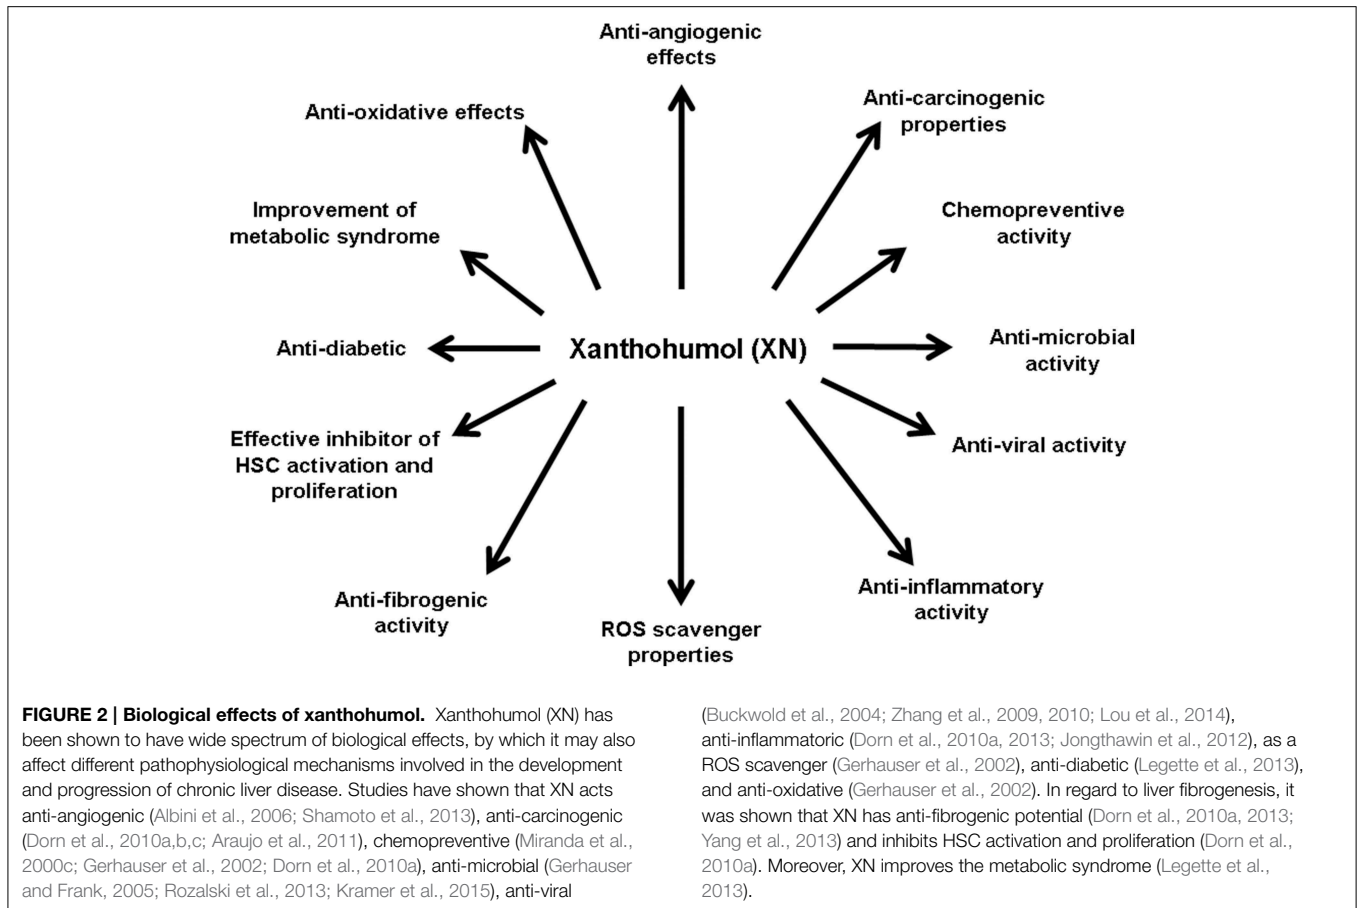 Anti-angiogenic
effects
Anti-oxidative effects
Anti-carcinogenic
properties
Improvement of
metabolic syndrome
Chemopreventive
activity
Anti-diabetic
Xanthohumol (XN)
Anti-microbial
activity
Effective inhibitor of
HSC activation and
proliferation
Anti-viral activity
Anti-fibrogenic
activity
ROS scavenger
properties
Anti-inflammatory
activity
FIGURE 2 | Biological effects of xanthohumol. Xanthohumol (XN) has
been shown to have wide spectrum of biological effects, by which it may also
affect different pathophysiological mechanisms involved in the development
and progression of chronic liver disease. Studies have shown that XN acts
anti-angiogenic (Albini et al., 2006; Shamoto et al., 2013), anti-carcinogenic
(Dorn et al., 2010a,b,c; Araujo et al., 2011), chemopreventive (Miranda et al.,
2000c; Gerhauser et al., 2002; Dorn et al., 2010a), anti-microbial (Gerhauser
and Frank, 2005; Rozalski et al., 2013; Kramer et al., 2015), anti-viral
(Buckwold et al., 2004; Zhang et al., 2009, 2010; Lou et al., 2014),
anti-inflammatoric (Dorn et al., 2010a, 2013; Jongthawin et al., 2012), as a
ROS scavenger (Gerhauser et al., 2002), anti-diabetic (Legette et al., 2013),
and anti-oxidative (Gerhauser et al., 2002). In regard to liver fibrogenesis, it
was shown that XN has anti-fibrogenic potential (Dorn et al., 2010a, 2013;
Yang et al., 2013) and inhibits HSC activation and proliferation (Dorn et al.,
2010a). Moreover, XN improves the metabolic syndrome (Legette et al.,
2013).